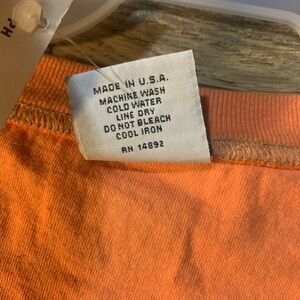 MADE IN U.S.A.
MACHINE WASH
COLD WATER
LINE DRY
DO NOT BLEACH
COOL IRON
RN 14892